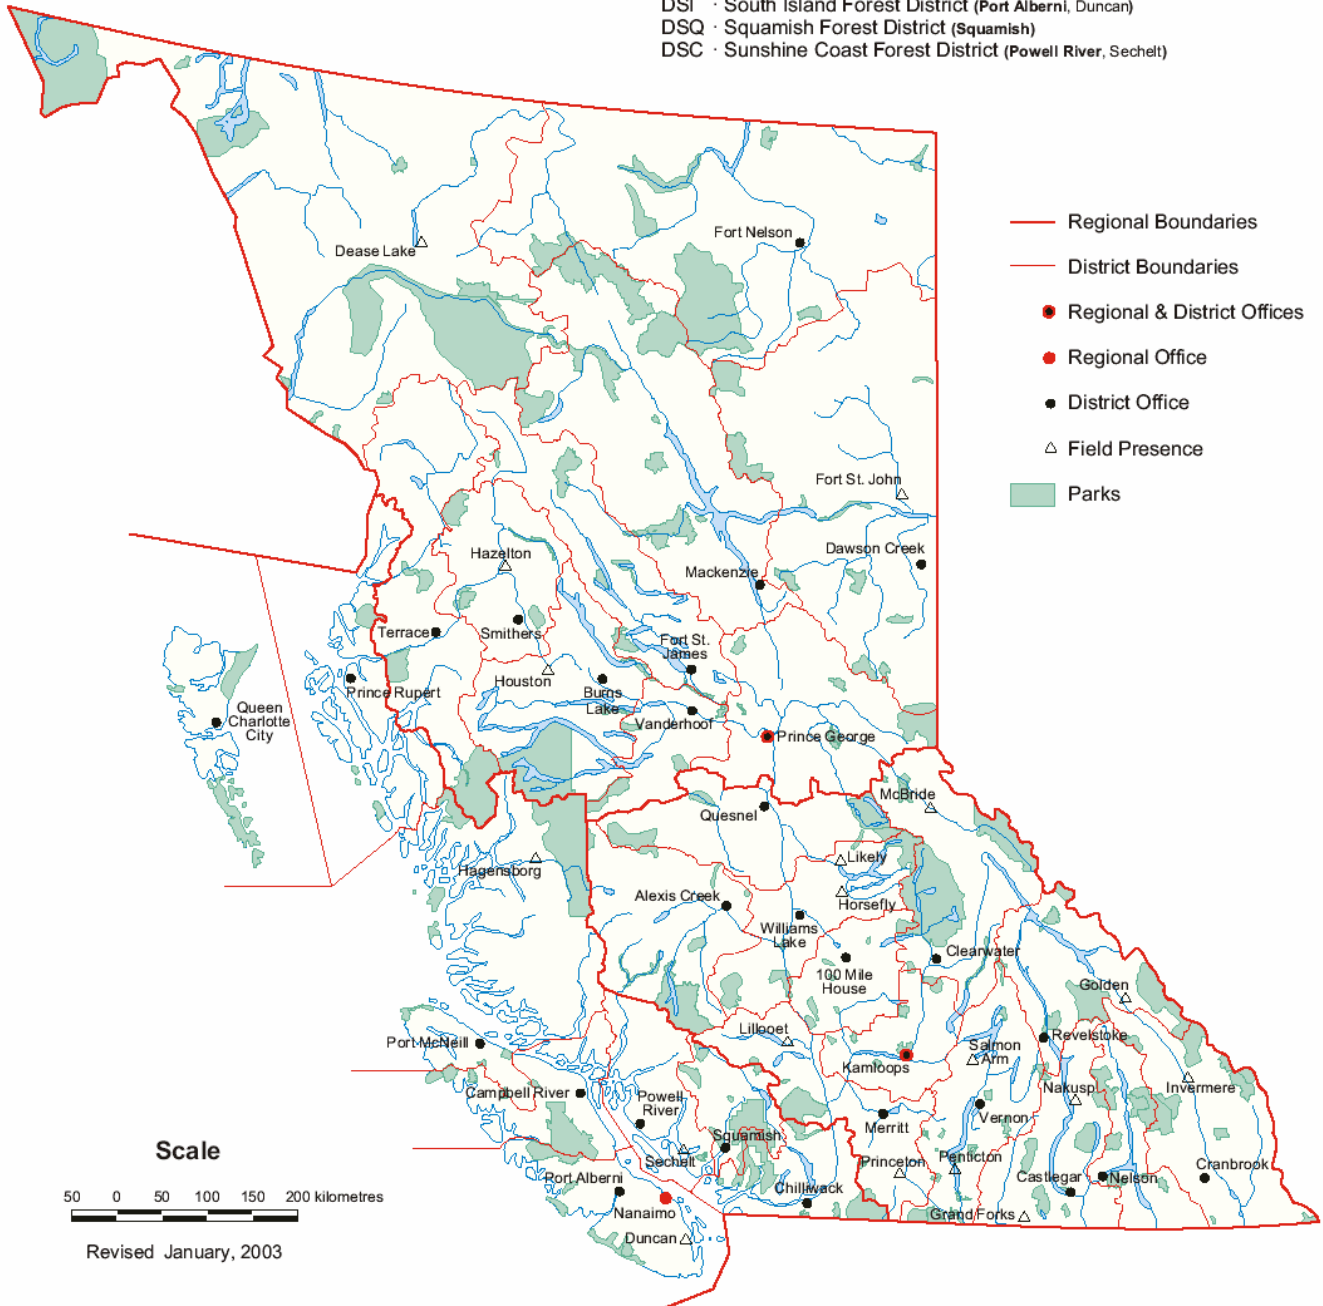 DSI · South Island Forest District (Port Alberni, Duncan)
DSQ · Squamish Forest District (Squamish)
DSC · Sunshine Coast Forest District (Powell River, Sechelt)
Regional Boundaries
District Boundaries
Regional & District Offices
Regional Office
District Office
Field Presence
Parks
Fort Nelson
Dease Lake
Fort St. John
Dawson Creek
Hazelton
Mackenzie
Terrace
Smithers
Fort St.
James
Houston
Burns
Lake
Prince Rupert
Queen
Charlotte
City
Vanderhoof
Prince George
McBride
Quesnel
Likely
Hagensborg
Horsefly
Alexis Creek
Williams
Lake
Clearwater
100 Mile
House
Golden
Lillooet
Port McNeill
Revelstoke
Salmon
Arm
Kamloops
Campbell River
Powell
River
Nakusp
Invermere
Vernon
Merritt
Squamish
Sechelt
Princeton
Penticton
Cranbrook
Port Alberni
Castlegar
Nelson
Chilliwack
Nanaimo
Grand Forks
Duncan
Scale
50 0 50 100 150 200 kilometres
Revised January, 2003